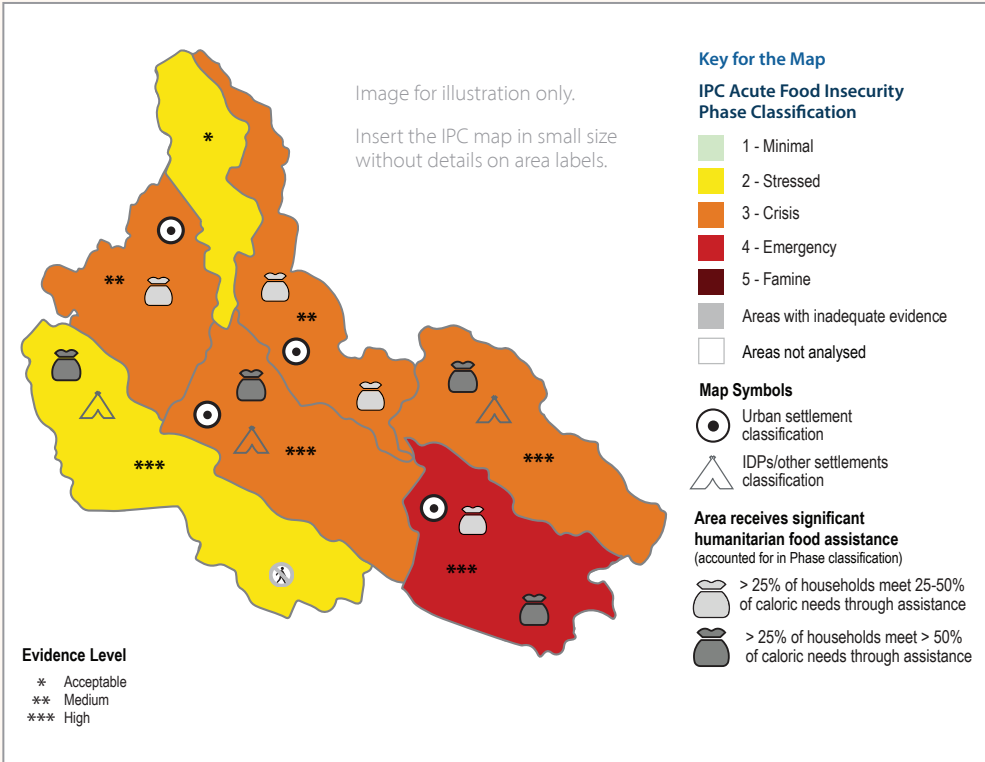 Image for illustration only.
Insert the IPC map in small size
without details on area labels.
*
**
**
***
***
***
***
Evidence Level
* Acceptable
** Medium
*** High
Key for the Map
IPC Acute Food Insecurity
Phase Classification
1 - Minimal
2 - Stressed
3 - Crisis
4 - Emergency
5 - Famine
Areas with inadequate evidence
Areas not analysed
Map Symbols
Urban settlement
classification
IDPs/other settlements
classification
Area receives significant
humanitarian food assistance
(accounted for in Phase classification)
> 25% of households meet 25-50%
of caloric needs through assistance
> 25% of households meet > 50%
of caloric needs through assistance